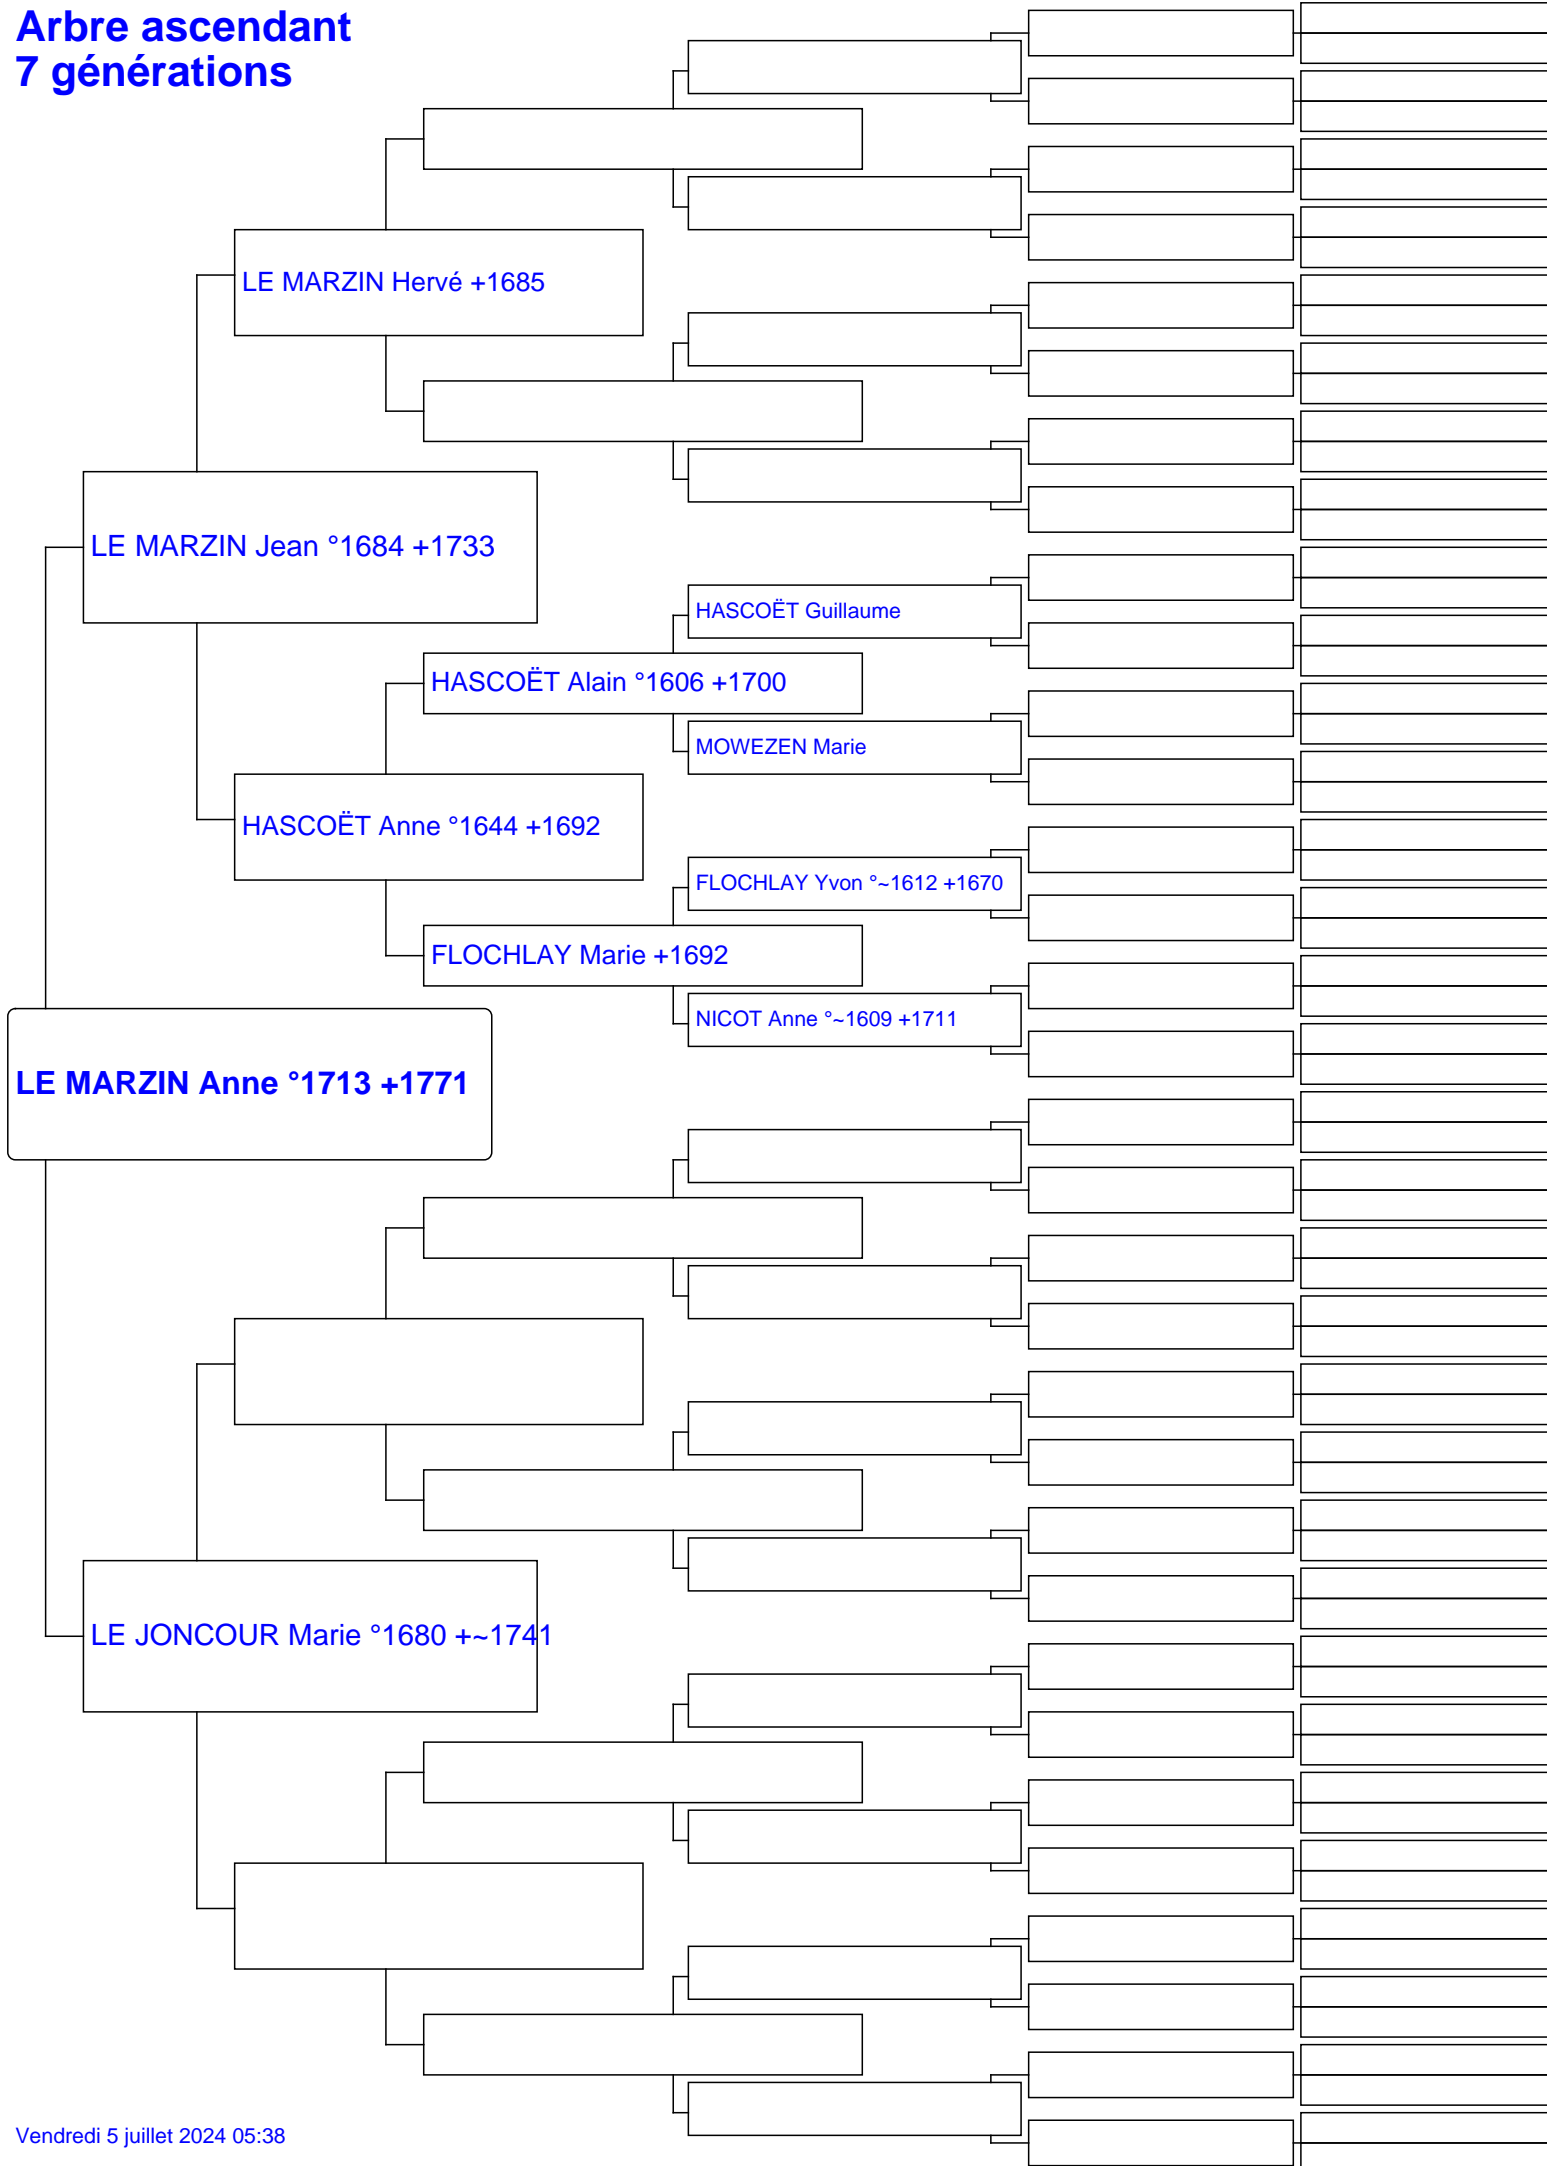 Arbre ascendant
7 générations
LE MARZIN Hervé +1685
LE MARZIN Jean °1684 +1733
HASCOËT Guillaume
HASCOËT Alain °1606 +1700
MOWEZEN Marie
HASCOËT Anne °1644 +1692
FLOCHLAY Yvon °~1612 +1670
FLOCHLAY Marie +1692
NICOT Anne °~1609 +1711
LE MARZIN Anne °1713 +1771
LE JONCOUR Marie °1680 +~1741
Vendredi 5 juillet 2024 05:38